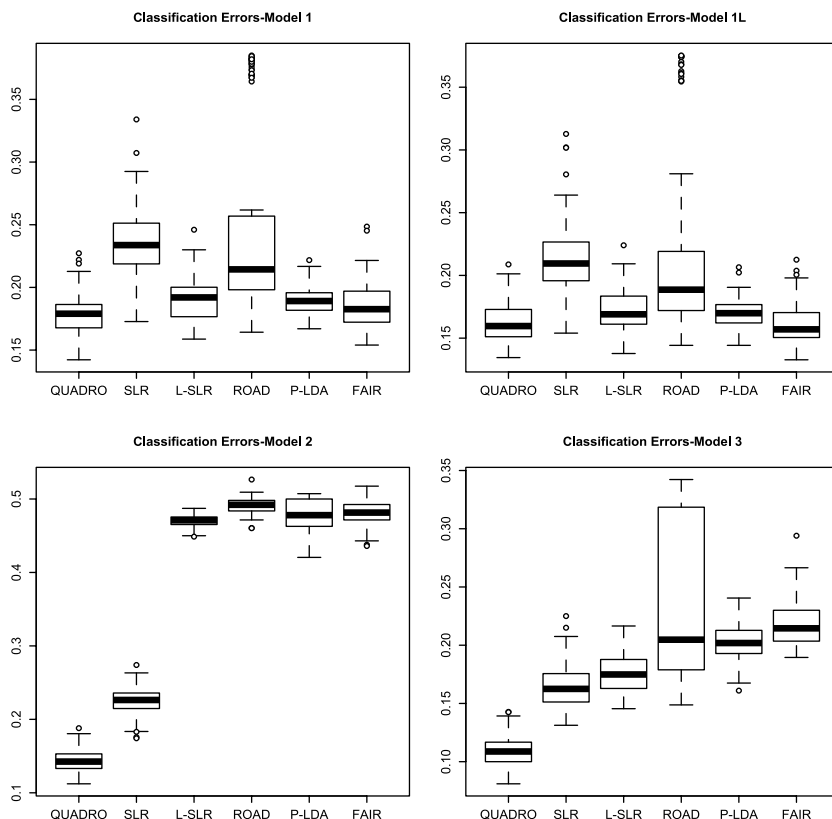 Classification Errors-Model 1
0.35
0.30
0.25
0.20
0.15
QUADRO SLR L-SLR ROAD P-LDA FAIR
Classification Errors-Model 1L
0.35
0.30
0.25
0.20
0.15
QUADRO SLR L-SLR ROAD P-LDA FAIR
Classification Errors-Model 2
0.5
0.4
0.3
0.2
0.1
QUADRO SLR L-SLR ROAD P-LDA FAIR
Classification Errors-Model 3
0.35
0.30
0.25
0.20
0.15
0.10
QUADRO SLR L-SLR ROAD P-LDA FAIR